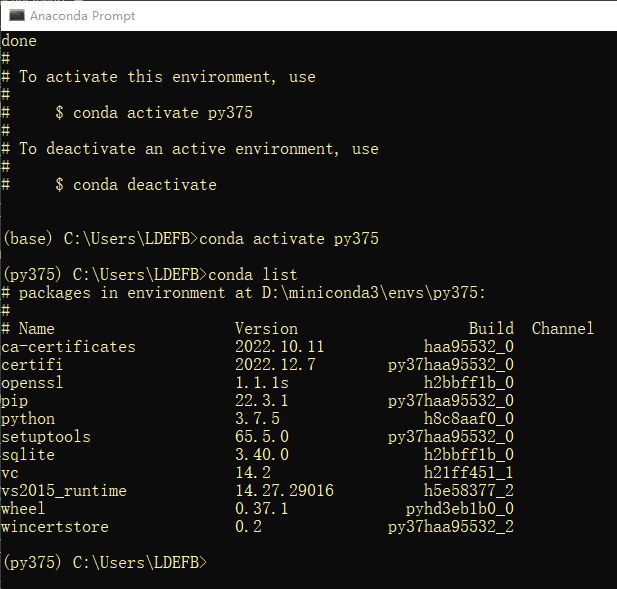 Anaconda Prompt
done
#
# To activate this environment, use
#
#     $ conda activate py375
#
# To deactivate an active environment, use
#
#     $ conda deactivate
(base) C:\Users\LDEFB>conda activate py375
(py375) C:\Users\LDEFB>conda list
# packages in environment at D:\miniconda3\envs\py375:
#
# Name                    Version                   Build  Channel
ca-certificates           2022.10.11           haa95532_0
certifi                   2022.12.7        py37haa95532_0
openssl                   1.1.1s               h2bbff1b_0
pip                       22.3.1           py37haa95532_0
python                    3.7.5                h8c8aaf0_0
setuptools                65.5.0           py37haa95532_0
sqlite                    3.40.0               h2bbff1b_0
vc                        14.2                 h21ff451_1
vs2015_runtime            14.27.29016          h5e58377_2
wheel                     0.37.1             pyhd3eb1b0_0
wincertstore              0.2              py37haa95532_2
(py375) C:\Users\LDEFB>